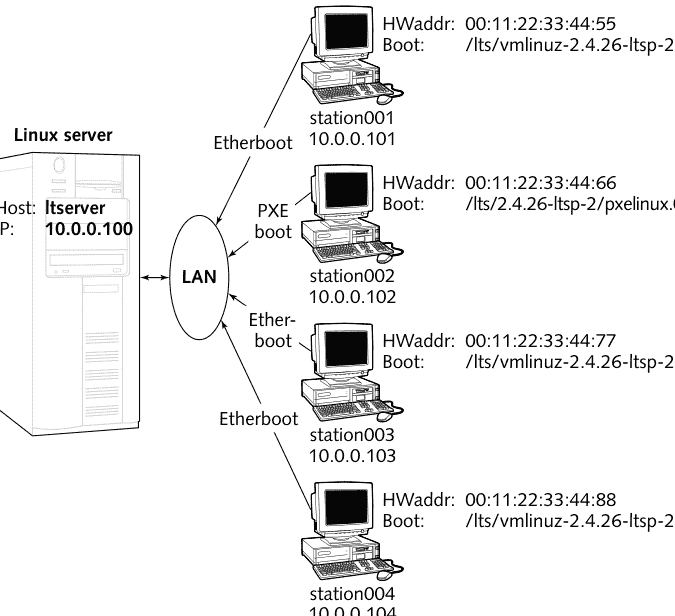 HWaddr: 00:11:22:33:44:55
Boot: /lts/vmlinuz-2.4.26-ltsp-2
station001
10.0.0.101
Etherboot
Linux server
Host: ltserver
IP: 10.0.0.100
LAN
HWaddr: 00:11:22:33:44:66
Boot: /lts/2.4.26-ltsp-2/pxelinux.0
PXE
boot
station002
10.0.0.102
HWaddr: 00:11:22:33:44:77
Boot: /lts/vmlinuz-2.4.26-ltsp-2
Ether-
boot
station003
10.0.0.103
Etherboot
HWaddr: 00:11:22:33:44:88
Boot: /lts/vmlinuz-2.4.26-ltsp-2
station004
10.0.0.104